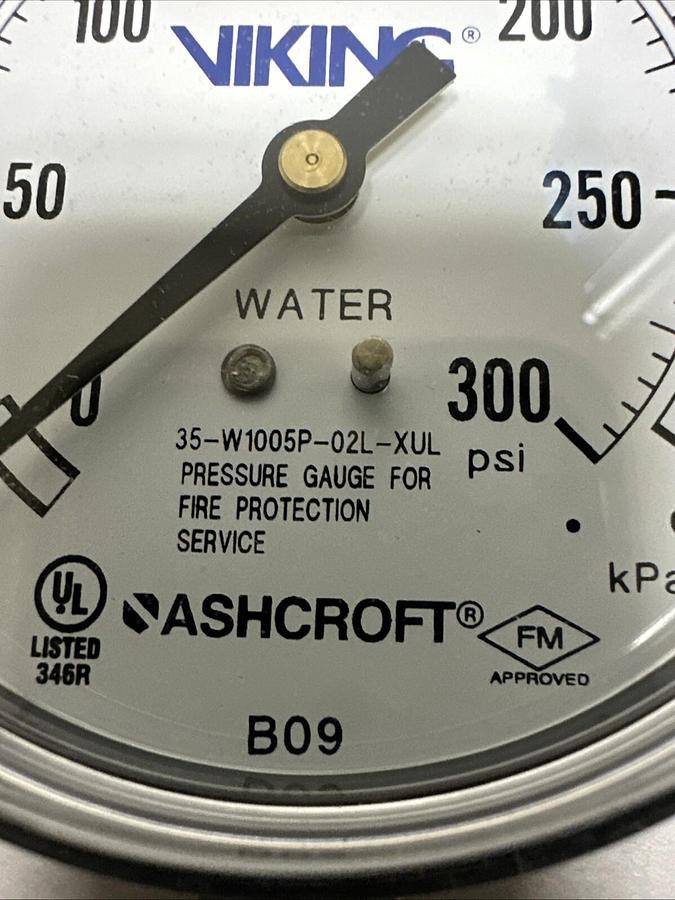 100
200
VIKING®
50
250
WATER
0
300
psi
35-W1005P-02L-XUL
PRESSURE GAUGE FOR
FIRE PROTECTION
SERVICE
kPa
UL
LISTED
346R
ASHCROFT®
FM
APPROVED
B09